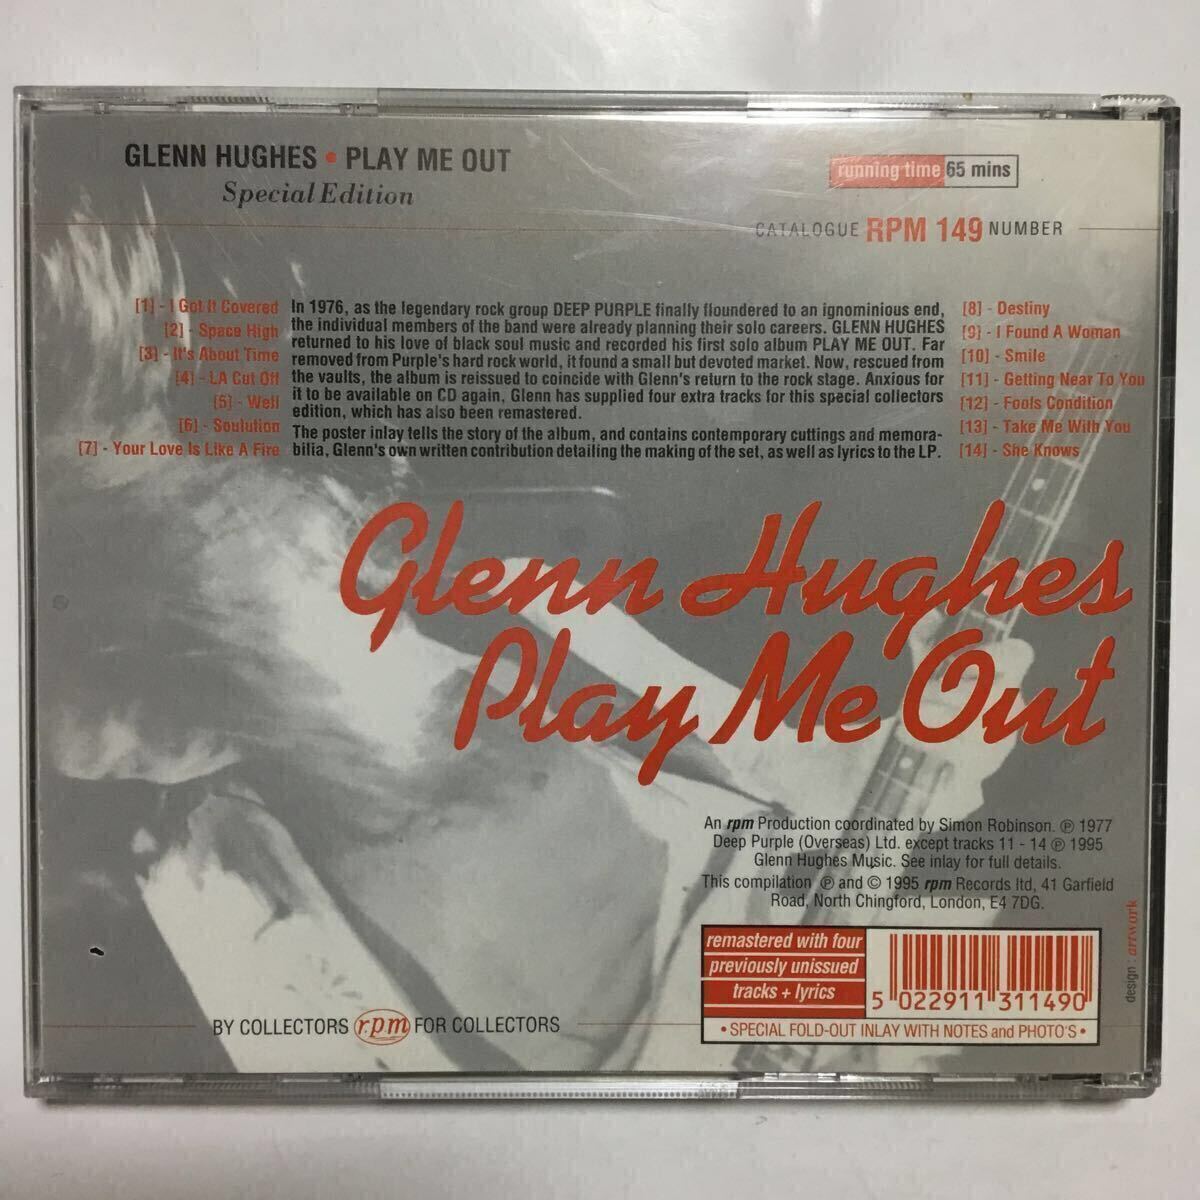 GLENN HUGHES • PLAY ME OUT
Special Edition
running time 65 mins
CATALOGUE RPM 149 NUMBER
[1] - I Got It Covered
[2] - Space High
[3] - It's About Time
[4] - LA Cut Off
[5] - Well
[6] - Soulution
[7] - Your Love Is Like A Fire
In 1976, as the legendary rock group DEEP PURPLE finally floundered to an ignominious end,
the individual members of the band were already planning their solo careers. GLENN HUGHES
returned to his love of black soul music and recorded his first solo album PLAY ME OUT. Far
removed from Purple's hard rock world, it found a small but devoted market. Now, rescued from
the vaults, the album is reissued to coincide with Glenn's return to the rock stage. Anxious for
it to be available on CD again, Glenn has supplied four extra tracks for this special collectors
edition, which has also been remastered.
The poster inlay tells the story of the album, and contains contemporary cuttings and memora-
bilia, Glenn's own written contribution detailing the making of the set, as well as lyrics to the LP.
[8] - Destiny
[9] - I Found A Woman
[10] - Smile
[11] - Getting Near To You
[12] - Fools Condition
[13] - Take Me With You
[14] - She Knows
Glenn Hughes
Play Me Out
An rpm Production coordinated by Simon Robinson. ℗ 1977
Deep Purple (Overseas) Ltd. except tracks 11 - 14 ℗ 1995
Glenn Hughes Music. See inlay for full details.
This compilation ℗ and © 1995 rpm Records ltd, 41 Garfield
Road, North Chingford, London, E4 7DG.
remastered with four
previously unissued
tracks + lyrics
5 022911 311490
• SPECIAL FOLD-OUT INLAY WITH NOTES and PHOTO'S •
design : artwork
BY COLLECTORS rpm FOR COLLECTORS